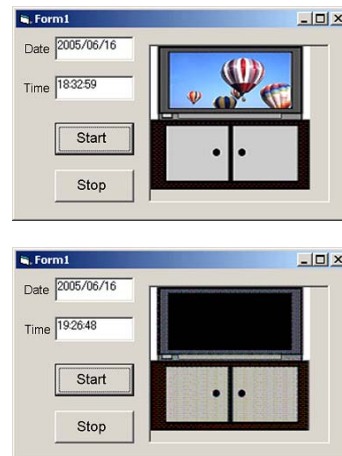 Form1
Date 2005/06/16
Time 18:32:59
Start
Stop
Form1
Date 2005/06/16
Time 19:26:48
Start
Stop